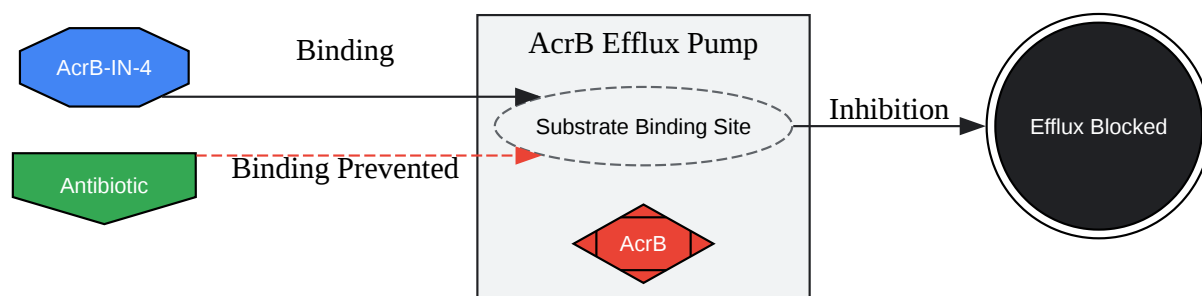 AcrB-IN-4
Binding
AcrB Efflux Pump
Substrate Binding Site
Inhibition
Efflux Blocked
Antibiotic
Binding Prevented
AcrB